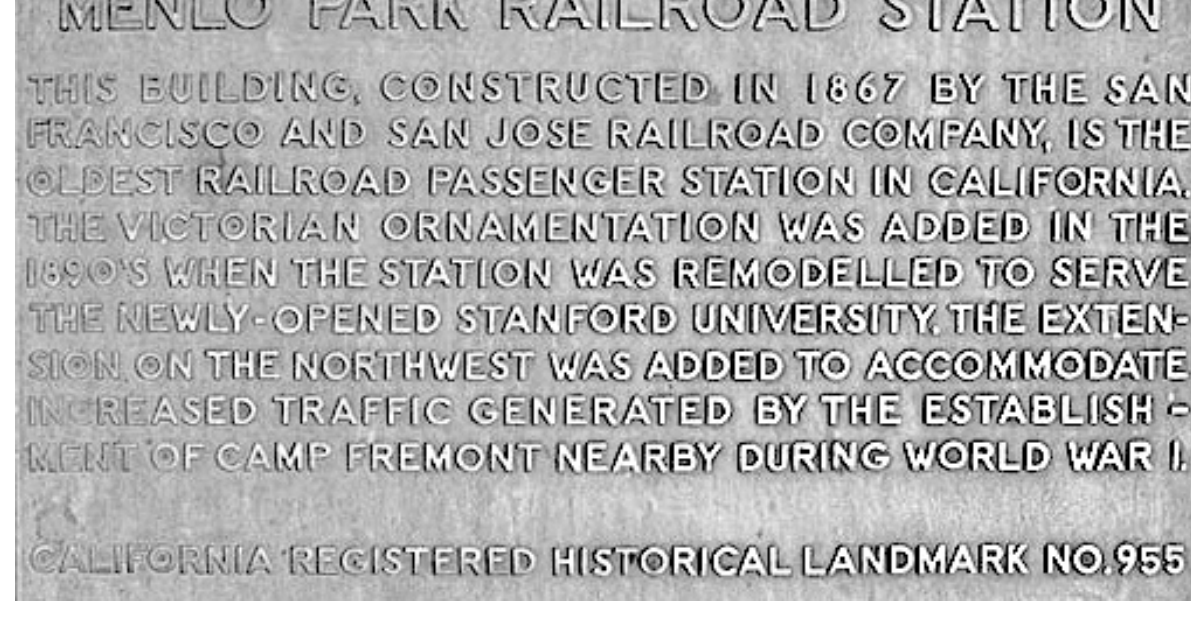 MENLO PARK RAILROAD STATION
THIS BUILDING, CONSTRUCTED IN 1867 BY THE SAN
FRANCISCO AND SAN JOSE RAILROAD COMPANY, IS THE
OLDEST RAILROAD PASSENGER STATION IN CALIFORNIA.
THE VICTORIAN ORNAMENTATION WAS ADDED IN THE
1890'S WHEN THE STATION WAS REMODELLED TO SERVE
THE NEWLY-OPENED STANFORD UNIVERSITY. THE EXTEN-
SION ON THE NORTHWEST WAS ADDED TO ACCOMMODATE
INCREASED TRAFFIC GENERATED BY THE ESTABLISH-
MENT OF CAMP FREMONT NEARBY DURING WORLD WAR I.
CALIFORNIA REGISTERED HISTORICAL LANDMARK NO.955